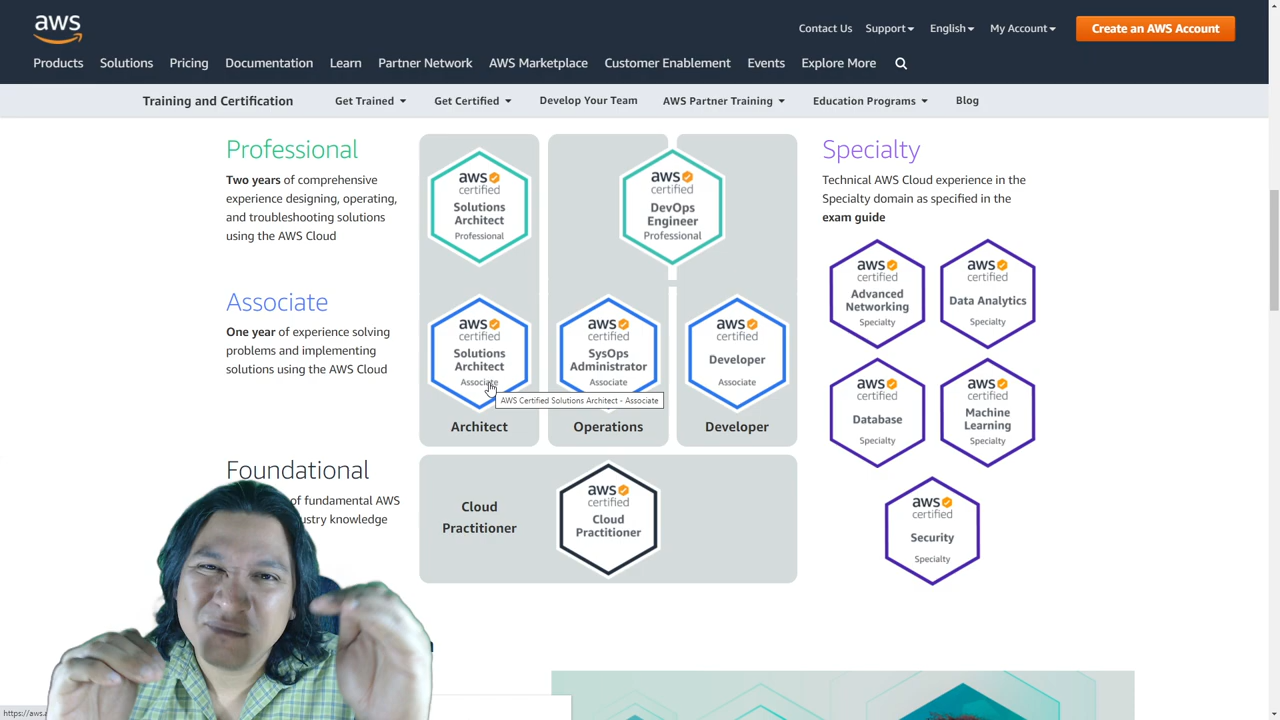 aws
Contact Us
Support
English
My Account
Create an AWS Account
Products
Solutions
Pricing
Documentation
Learn
Partner Network
AWS Marketplace
Customer Enablement
Events
Explore More
Training and Certification
Get Trained
Get Certified
Develop Your Team
AWS Partner Training
Education Programs
Blog
Professional
Two years of comprehensive
experience designing, operating,
and troubleshooting solutions
using the AWS Cloud
aws
certified
Solutions
Architect
Professional
aws
certified
DevOps
Engineer
Professional
Associate
One year of experience solving
problems and implementing
solutions using the AWS Cloud
aws
certified
Solutions
Architect
Associate
AWS Certified Solutions Architect - Associate
aws
certified
SysOps
Administrator
Associate
aws
certified
Developer
Associate
Architect
Operations
Developer
Foundational
of fundamental AWS
knowledge
Cloud
Practitioner
aws
certified
Cloud
Practitioner
Specialty
Technical AWS Cloud experience in the
Specialty domain as specified in the
exam guide
aws
certified
Advanced
Networking
Specialty
aws
certified
Data Analytics
Specialty
aws
certified
Database
Specialty
aws
certified
Machine
Learning
Specialty
aws
certified
Security
Specialty